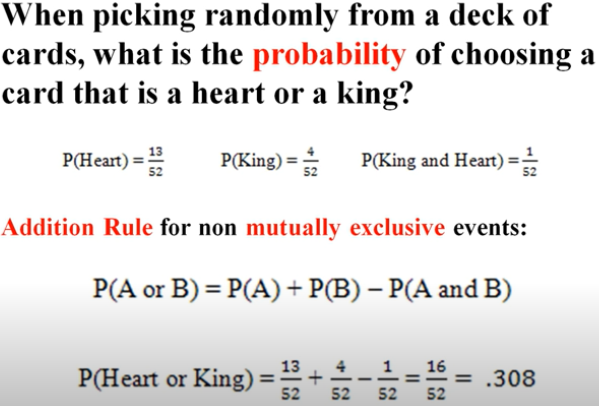 When picking randomly from a deck of
cards, what is the probability of choosing a
card that is a heart or a king?
P(Heart) = 13/52 P(King) = 4/52 P(King and Heart) = 1/52
Addition Rule for non mutually exclusive events:
P(A or B) = P(A) + P(B) – P(A and B)
P(Heart or King) = 13/52 + 4/52 – 1/52 = 16/52 = .308